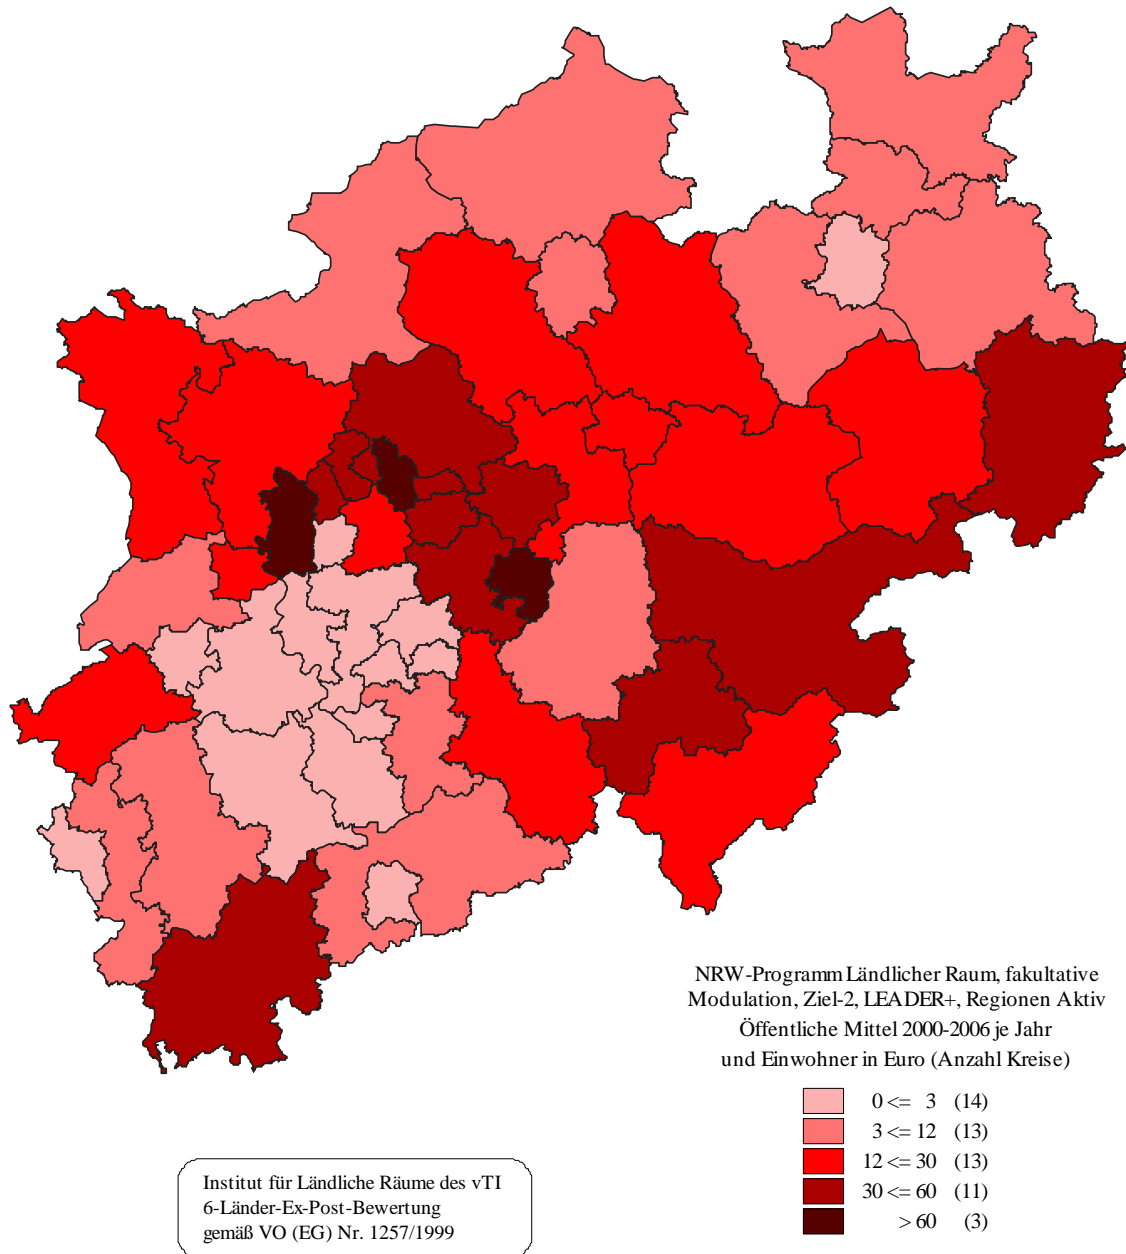 NRW-Programm Ländlicher Raum, fakultative
Modulation, Ziel-2, LEADER+, Regionen Aktiv
Öffentliche Mittel 2000-2006 je Jahr
und Einwohner in Euro (Anzahl Kreise)
0 <= 3 (14)
3 <= 12 (13)
12 <= 30 (13)
30 <= 60 (11)
> 60 (3)
Institut für Ländliche Räume des vTI
6-Länder-Ex-Post-Bewertung
gemäß VO (EG) Nr. 1257/1999